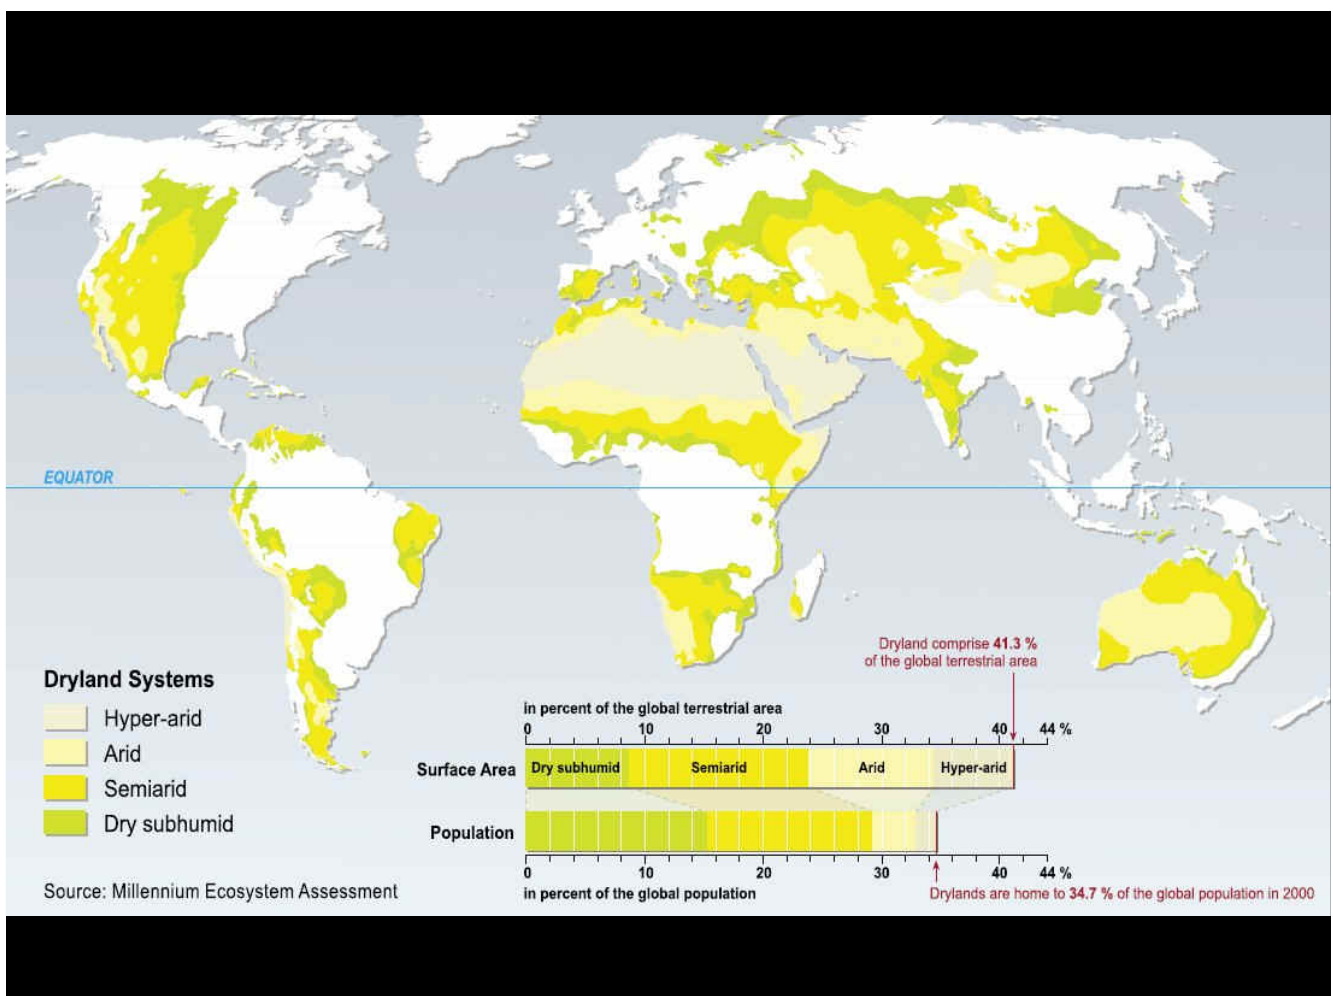 EQUATOR
Dryland comprise 41.3 %
of the global terrestrial area
Dryland Systems
Hyper-arid
Arid
Semiarid
Dry subhumid
Source: Millennium Ecosystem Assessment
in percent of the global terrestrial area
0 10 20 30 40 44 %
Surface Area Dry subhumid Semiarid Arid Hyper-arid
Population
0 10 20 30 40 44 %
in percent of the global population
Drylands are home to 34.7 % of the global population in 2000